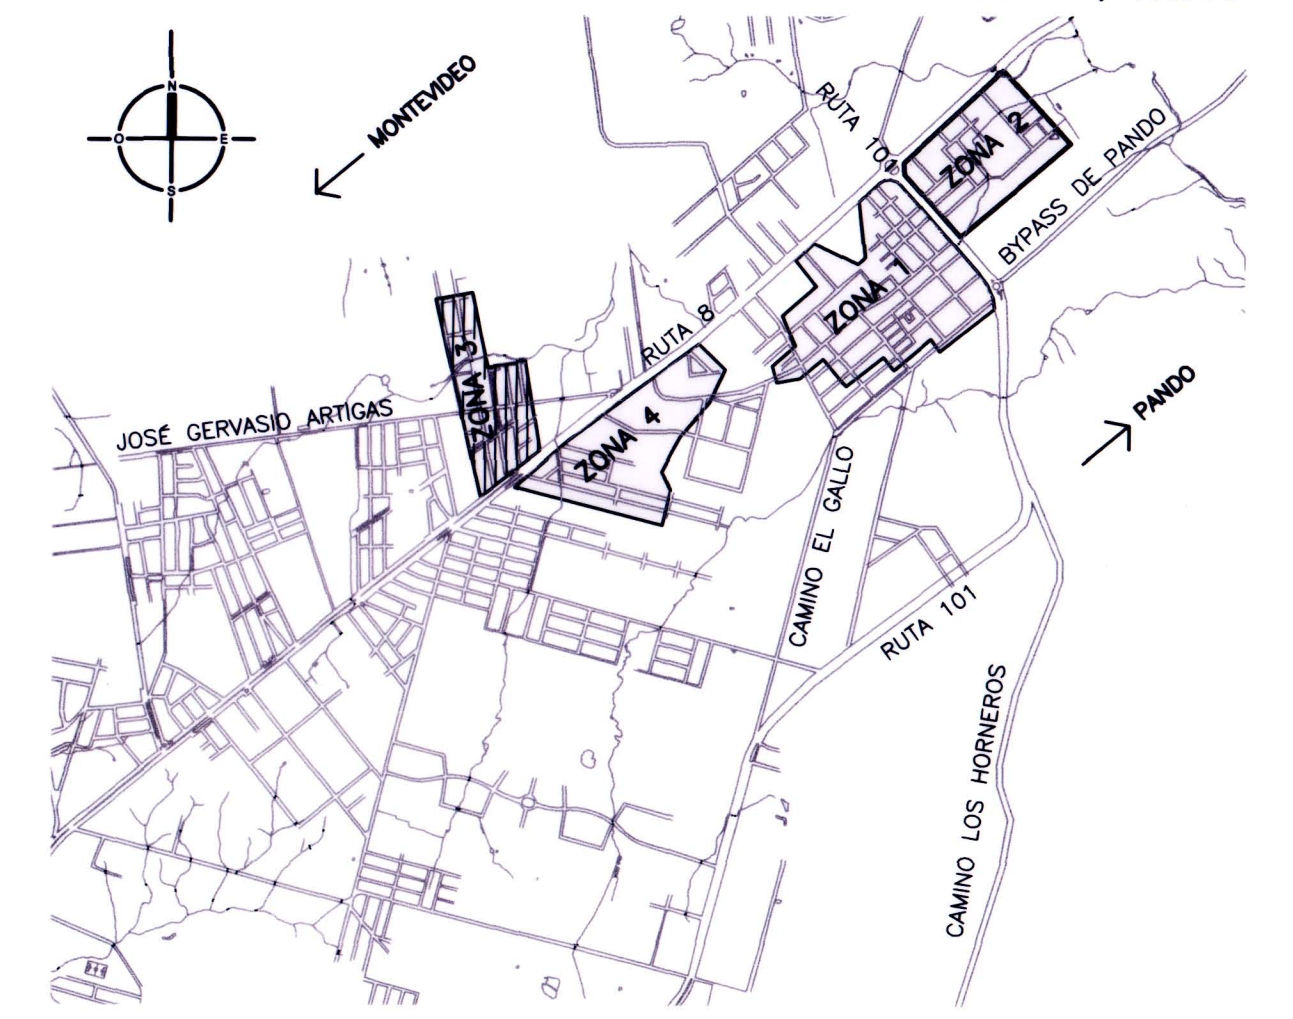 N
O E
S
MONTEVIDEO
RUTA 101
ZONA 2
BYPASS DE PANDO
ZONA 1
RUTA 8
ZONA 3
ZONA 4
JOSÉ GERVASIO ARTIGAS
PANDO
CAMINO EL GALLO
RUTA 101
CAMINO LOS HORNEROS